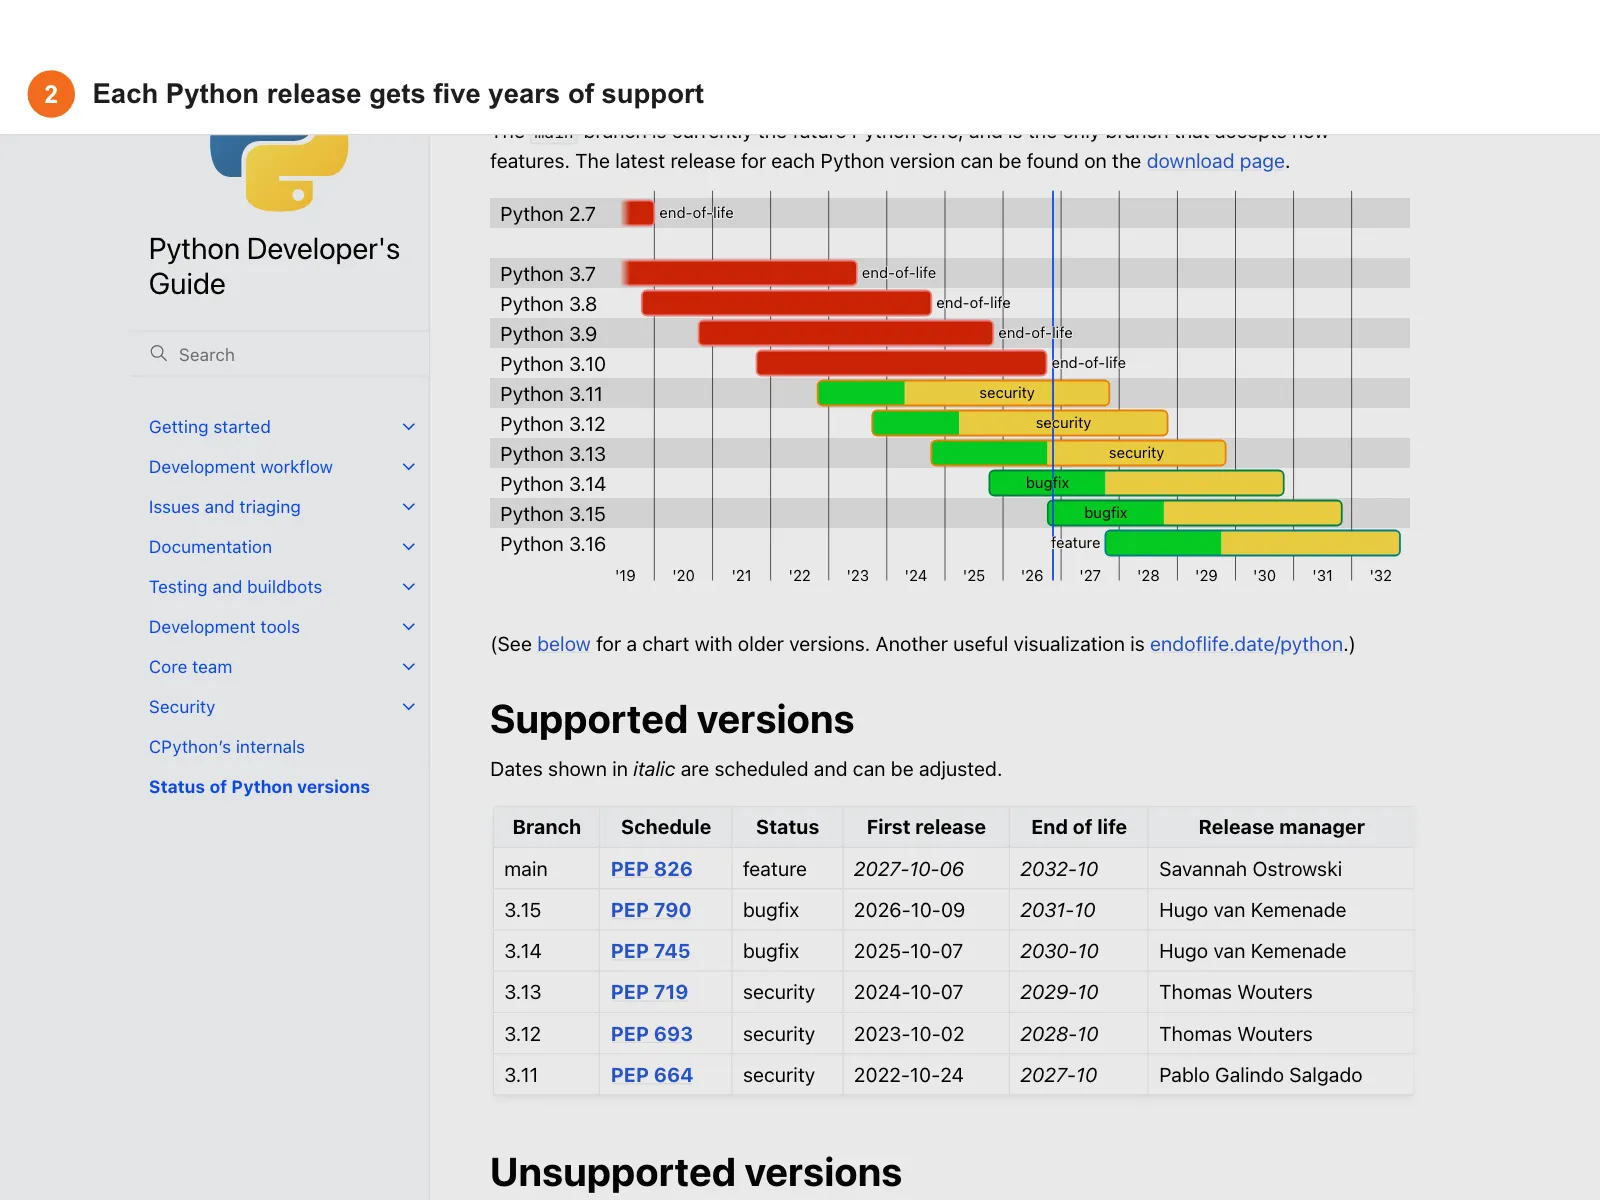 2 Each Python release gets five years of support
features. The latest release for each Python version can be found on the download page.
Python Developer's
Guide
Search
Getting started
Development workflow
Issues and triaging
Documentation
Testing and buildbots
Development tools
Core team
Security
CPython’s internals
Status of Python versions
Python 2.7 end-of-life
Python 3.7 end-of-life
Python 3.8 end-of-life
Python 3.9 end-of-life
Python 3.10 end-of-life
Python 3.11 security
Python 3.12 security
Python 3.13 security
Python 3.14 bugfix
Python 3.15 bugfix
Python 3.16 feature
'19 '20 '21 '22 '23 '24 '25 '26 '27 '28 '29 '30 '31 '32
(See below for a chart with older versions. Another useful visualization is endoflife.date/python.)
Supported versions
Dates shown in italic are scheduled and can be adjusted.
Branch Schedule Status First release End of life Release manager
main PEP 826 feature 2027-10-06 2032-10 Savannah Ostrowski
3.15 PEP 790 bugfix 2026-10-09 2031-10 Hugo van Kemenade
3.14 PEP 745 bugfix 2025-10-07 2030-10 Hugo van Kemenade
3.13 PEP 719 security 2024-10-07 2029-10 Thomas Wouters
3.12 PEP 693 security 2023-10-02 2028-10 Thomas Wouters
3.11 PEP 664 security 2022-10-24 2027-10 Pablo Galindo Salgado
Unsupported versions